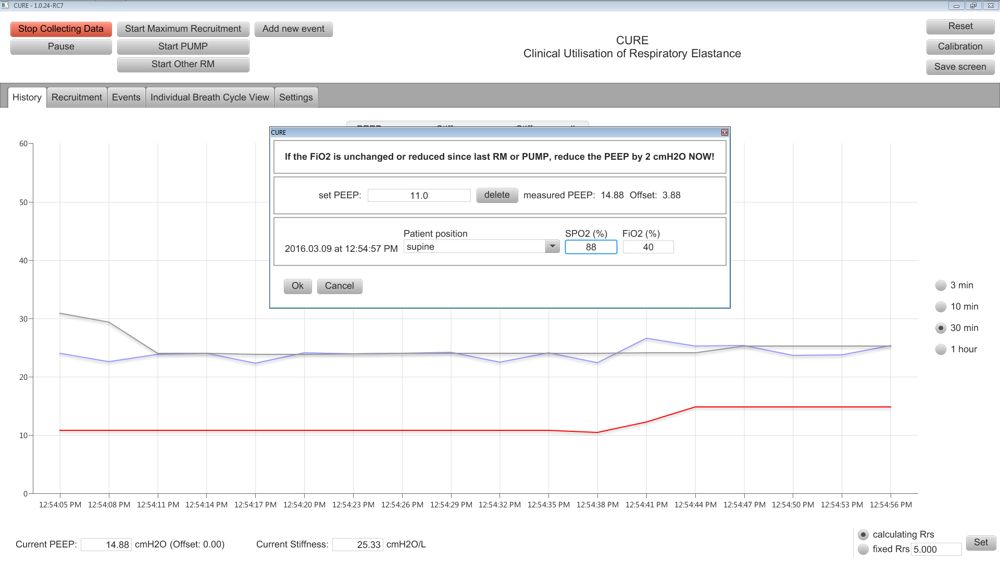 CURE - 1.0.24-RC7
Stop Collecting Data
Start Maximum Recruitment
Add new event
Reset
Pause
Start PUMP
Calibration
Start Other RM
Save screen
CURE
Clinical Utilisation of Respiratory Elastance
History
Recruitment
Events
Individual Breath Cycle View
Settings
CURE
If the FiO2 is unchanged or reduced since last RM or PUMP, reduce the PEEP by 2 cmH2O NOW!
set PEEP: 11.0 delete measured PEEP: 14.88 Offset: 3.88
Patient position SPO2 (%) FiO2 (%)
2016.03.09 at 12:54:57 PM supine 88 40
Ok Cancel
60
50
40
30
20
10
0
3 min
10 min
30 min
1 hour
12:54:05 PM 12:54:08 PM 12:54:11 PM 12:54:14 PM 12:54:17 PM 12:54:20 PM 12:54:23 PM 12:54:26 PM 12:54:29 PM 12:54:32 PM 12:54:35 PM 12:54:38 PM 12:54:41 PM 12:54:44 PM 12:54:47 PM 12:54:50 PM 12:54:53 PM 12:54:56 PM
Current PEEP: 14.88 cmH2O (Offset: 0.00) Current Stiffness: 25.33 cmH2O/L
calculating Rrs
fixed Rrs 5.000
Set